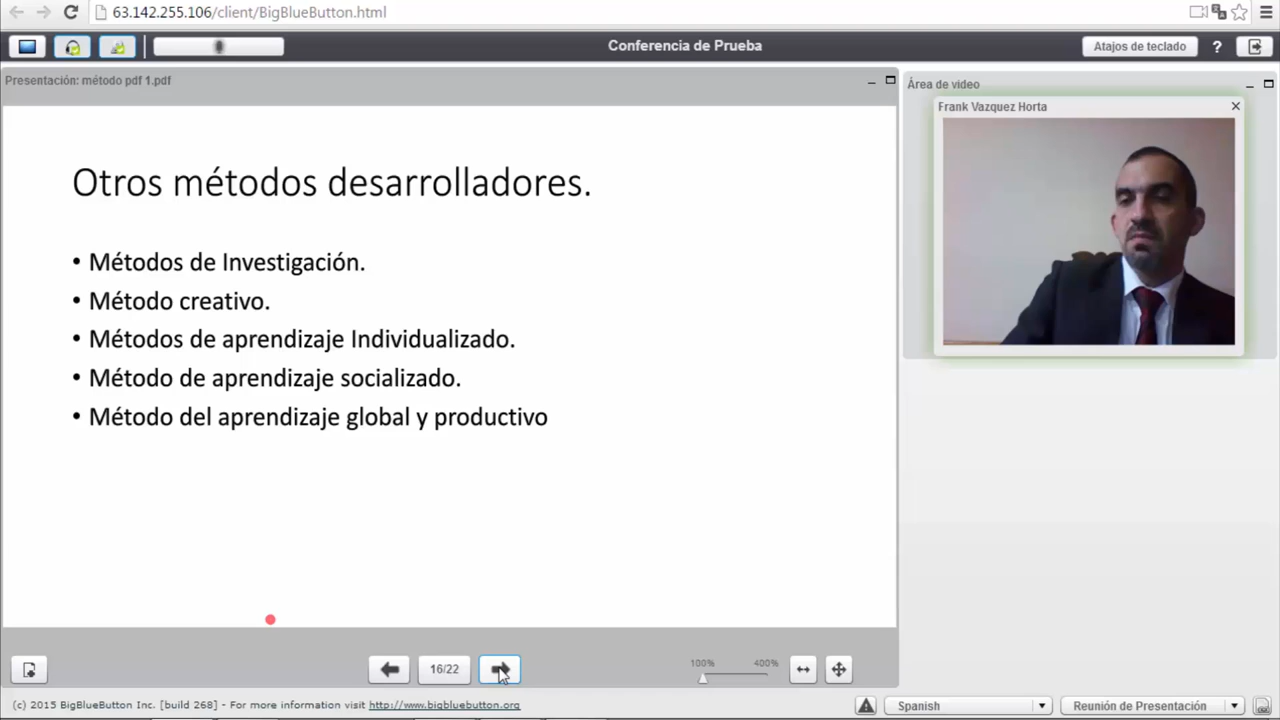 63.142.255.106/client/BigBlueButton.html
Conferencia de Prueba
Atajos de teclado
?
Presentación: método pdf 1.pdf
Área de video
Frank Vazquez Horta
Otros métodos desarrolladores.
• Métodos de Investigación.
• Método creativo.
• Métodos de aprendizaje Individualizado.
• Método de aprendizaje socializado.
• Método del aprendizaje global y productivo
16/22
100%
400%
(c) 2015 BigBlueButton Inc. [build 268] - For more information visit http://www.bigbluebutton.org
Spanish
Reunión de Presentación